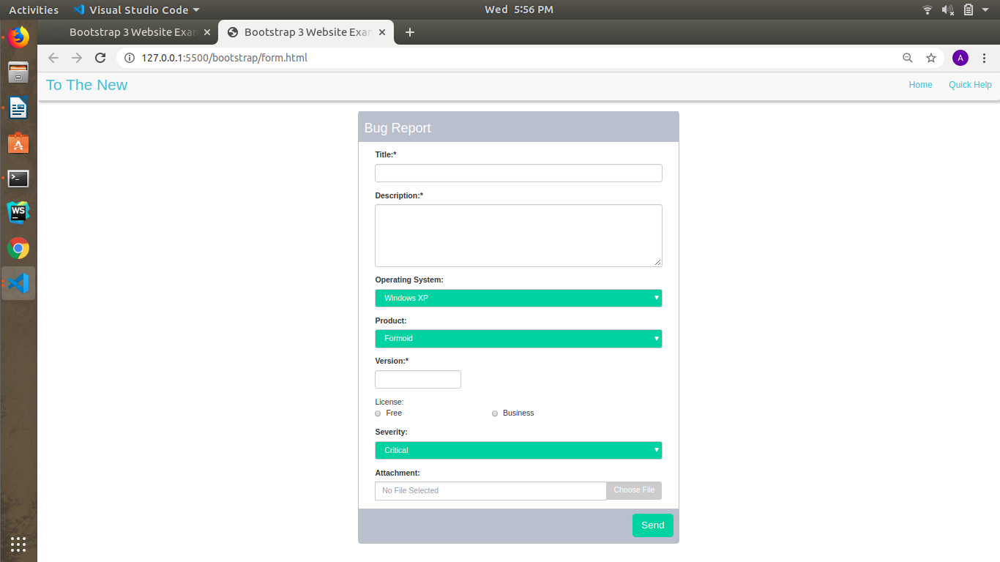 Activities Visual Studio Code Wed 5:56 PM
Bootstrap 3 Website Exa Bootstrap 3 Website Exa
127.0.0.1:5500/bootstrap/form.html A
To The New Home Quick Help
Bug Report
Title:*
Description:*
Operating System:
Windows XP
Product:
Formoid
Version:*
License:
Free Business
Severity:
Critical
Attachment:
No File Selected Choose File
Send
WS